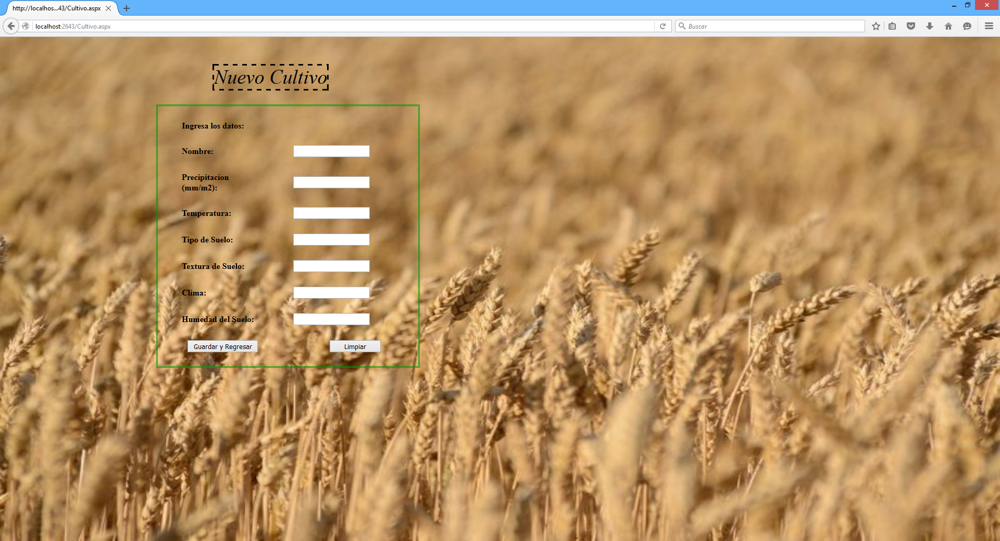 http://localhos...43/Cultivo.aspx
localhost:2643/Cultivo.aspx
Buscar
Nuevo Cultivo
Ingresa los datos:
Nombre:
Precipitacion
(mm/m2):
Temperatura:
Tipo de Suelo:
Textura de Suelo:
Clima:
Humedad del Suelo:
Guardar y Regresar
Limpiar